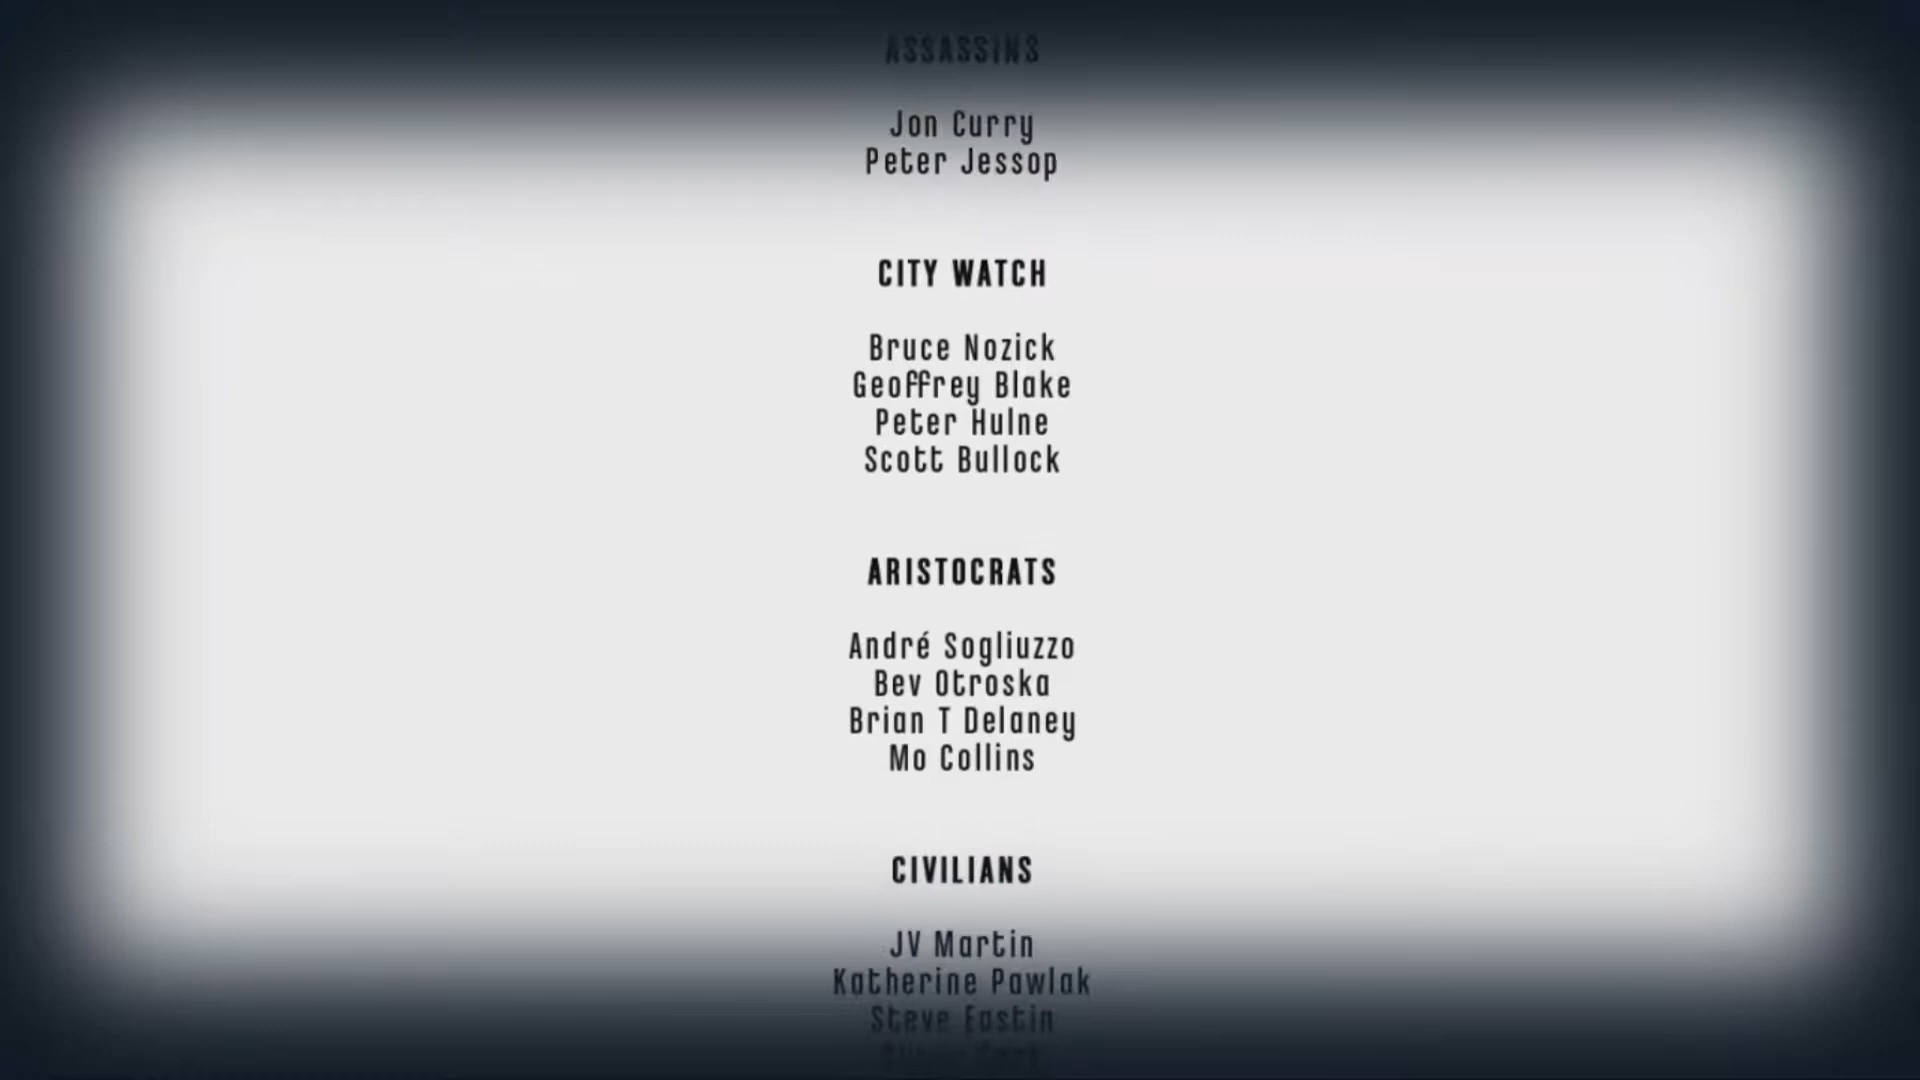 ASSASSINS
Jon Curry
Peter Jessop
CITY WATCH
Bruce Nozick
Geoffrey Blake
Peter Hulne
Scott Bullock
ARISTOCRATS
André Sogliuzzo
Bev Otroska
Brian T Delaney
Mo Collins
CIVILIANS
JV Martin
Katherine Pawlak
Steve Eastin